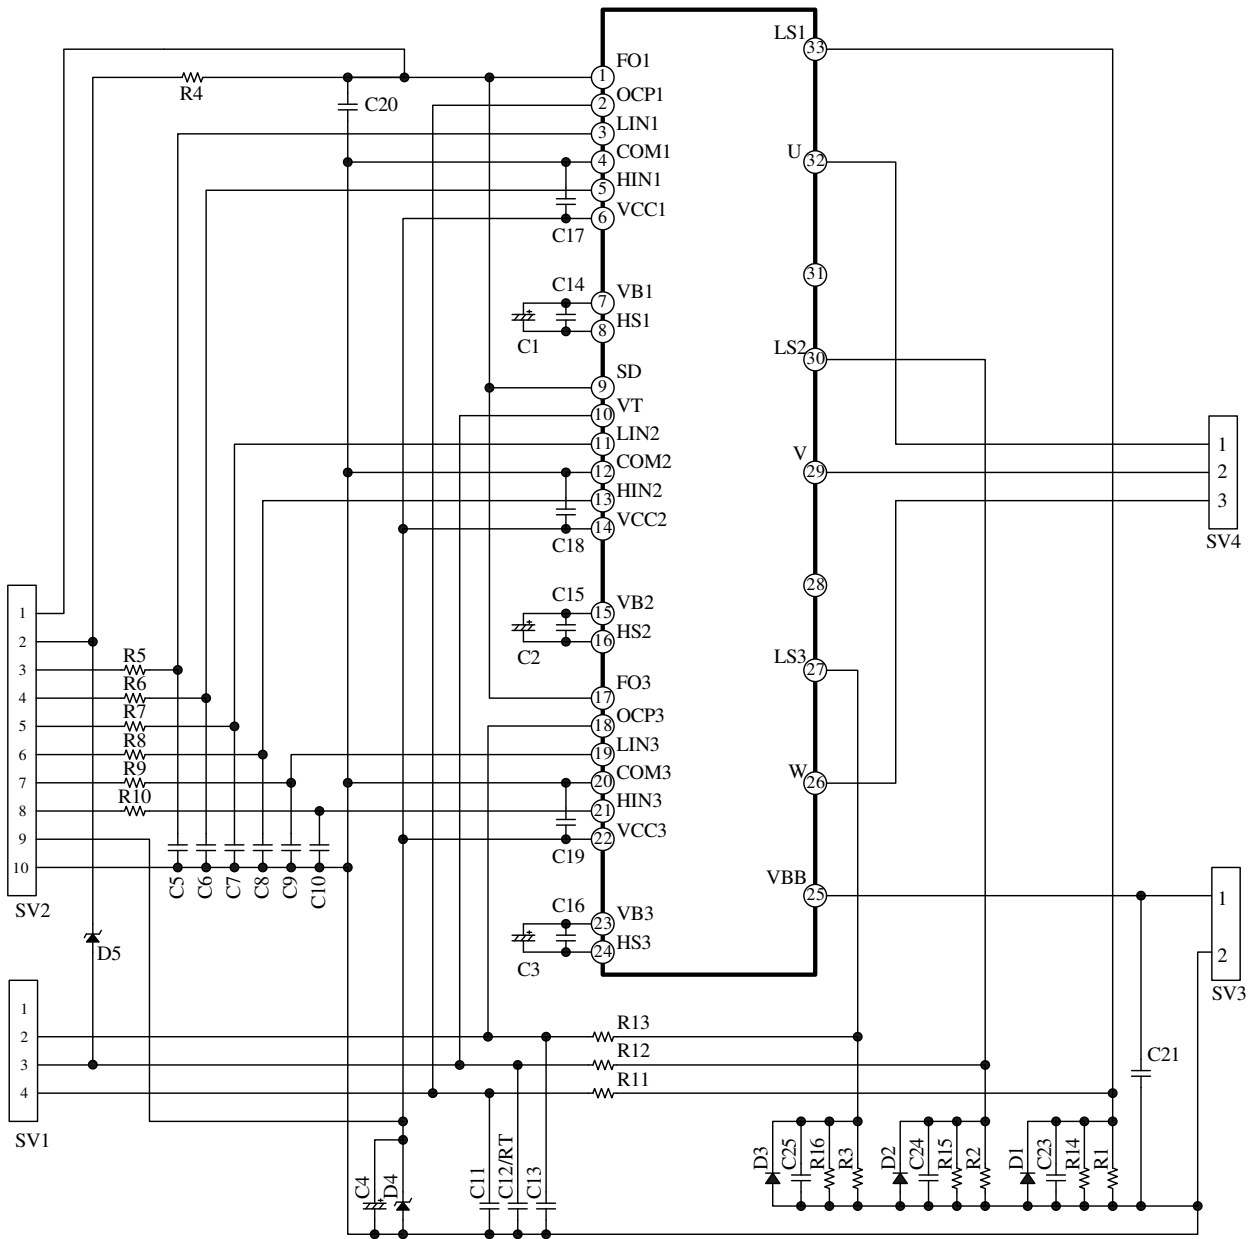 LS1
33
FO1
1
R4
C20
OCP1
2
LIN1
3
COM1
4
U
32
HIN1
5
VCC1
6
C17
31
C14
VB1
7
HS1
8
C1
LS2
30
SD
9
VT
10
LIN2
11
COM2
12
V
29
HIN2
13
VCC2
14
C18
1
2
3
SV4
28
C15
VB2
15
HS2
16
C2
LS3
27
FO3
17
OCP3
18
LIN3
19
COM3
20
W
26
HIN3
21
VCC3
22
C19
1
2
3
4
5
6
7
8
9
10
SV2
R5
R6
R7
R8
R9
R10
C5
C6
C7
C8
C9
C10
VBB
25
C16
VB3
23
HS3
24
C3
1
2
SV3
D5
1
2
3
4
SV1
R13
R12
R11
C21
C4
D4
C11
C12/RT
C13
D3
C25
R16
R3
D2
C24
R15
R2
D1
C23
R14
R1